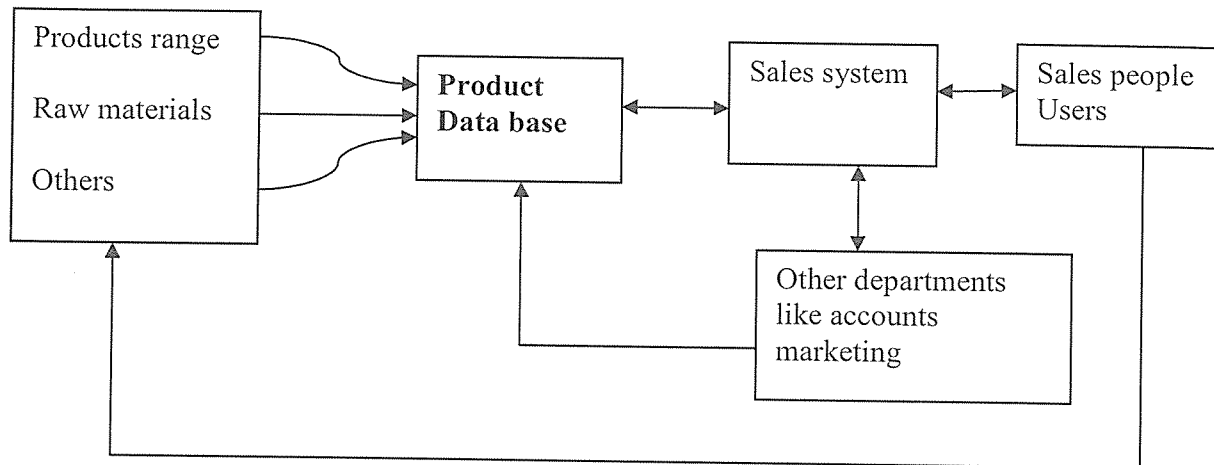 Products range
Raw materials
Others
Product
Data base
Sales system
Sales people
Users
Other departments
like accounts
marketing